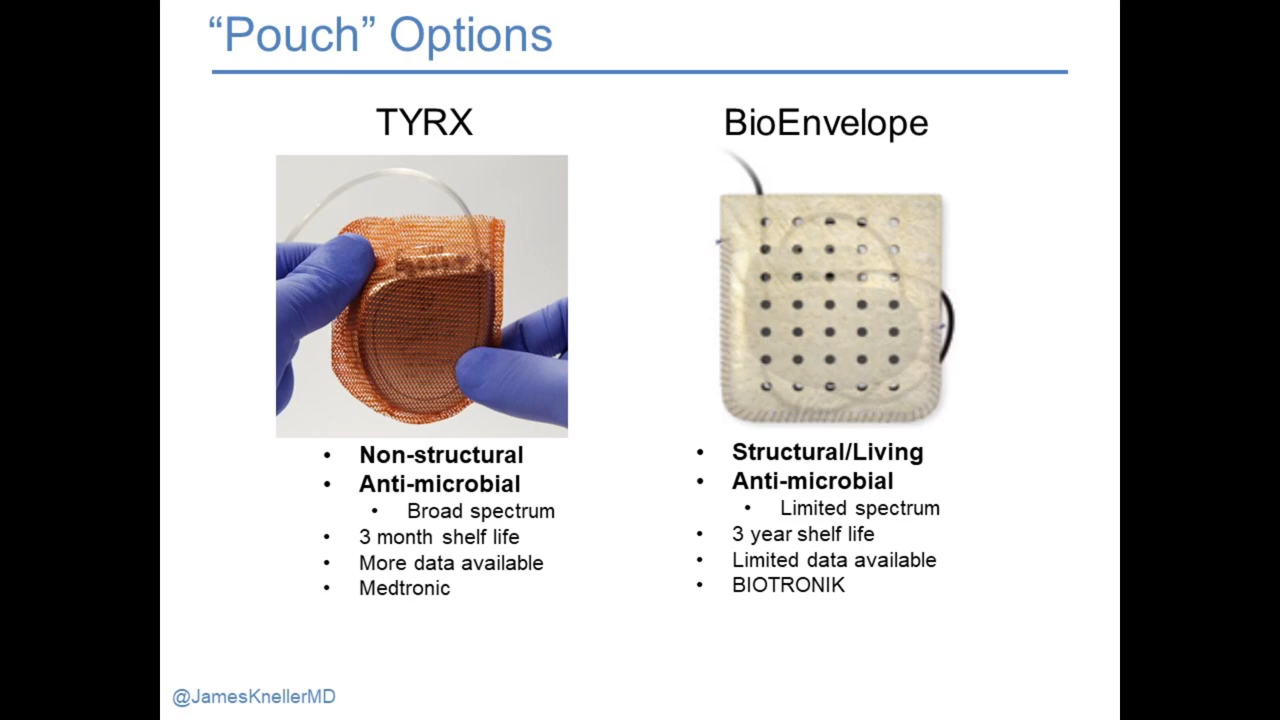 “Pouch” Options
TYRX
BioEnvelope
• Non-structural
• Anti-microbial
• Broad spectrum
• 3 month shelf life
• More data available
• Medtronic
• Structural/Living
• Anti-microbial
• Limited spectrum
• 3 year shelf life
• Limited data available
• BIOTRONIK
@JamesKnellerMD